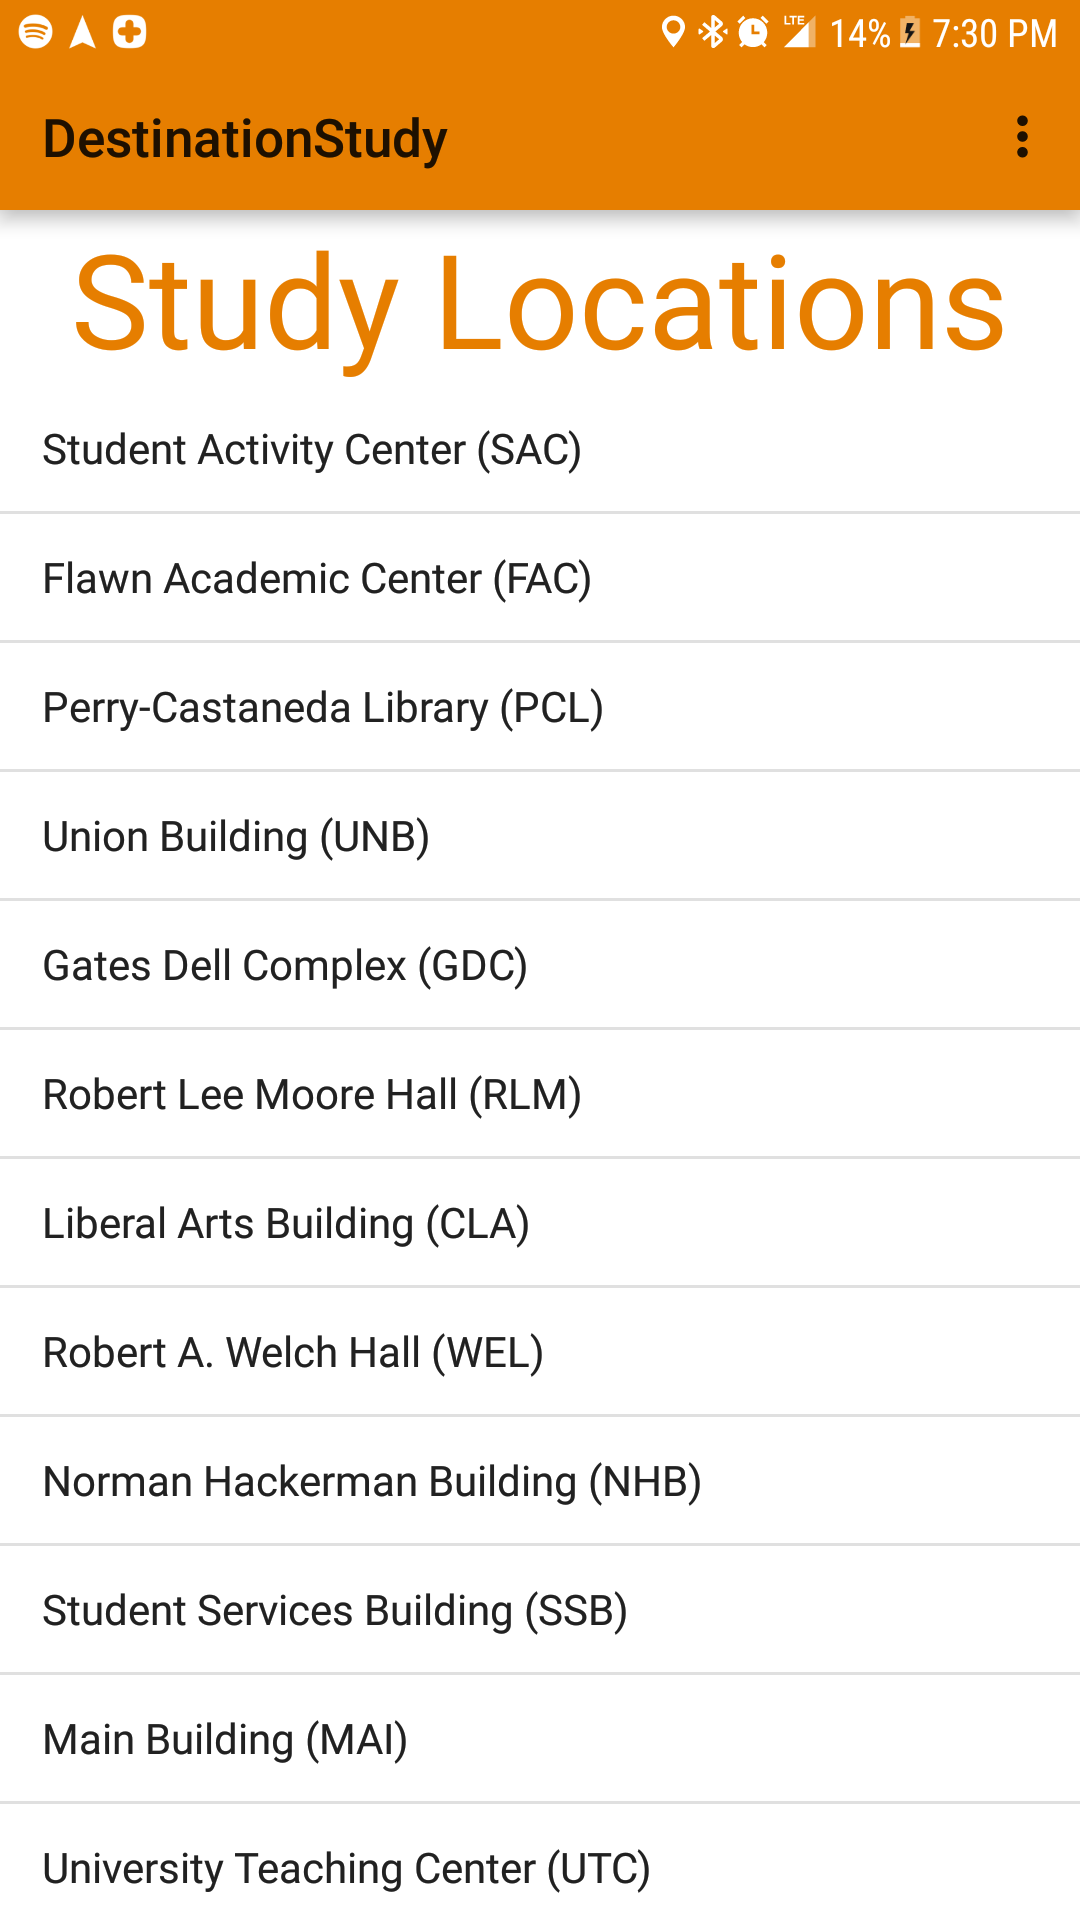 LTE 14% 7:30 PM
DestinationStudy
Study Locations
Student Activity Center (SAC)
Flawn Academic Center (FAC)
Perry-Castaneda Library (PCL)
Union Building (UNB)
Gates Dell Complex (GDC)
Robert Lee Moore Hall (RLM)
Liberal Arts Building (CLA)
Robert A. Welch Hall (WEL)
Norman Hackerman Building (NHB)
Student Services Building (SSB)
Main Building (MAI)
University Teaching Center (UTC)